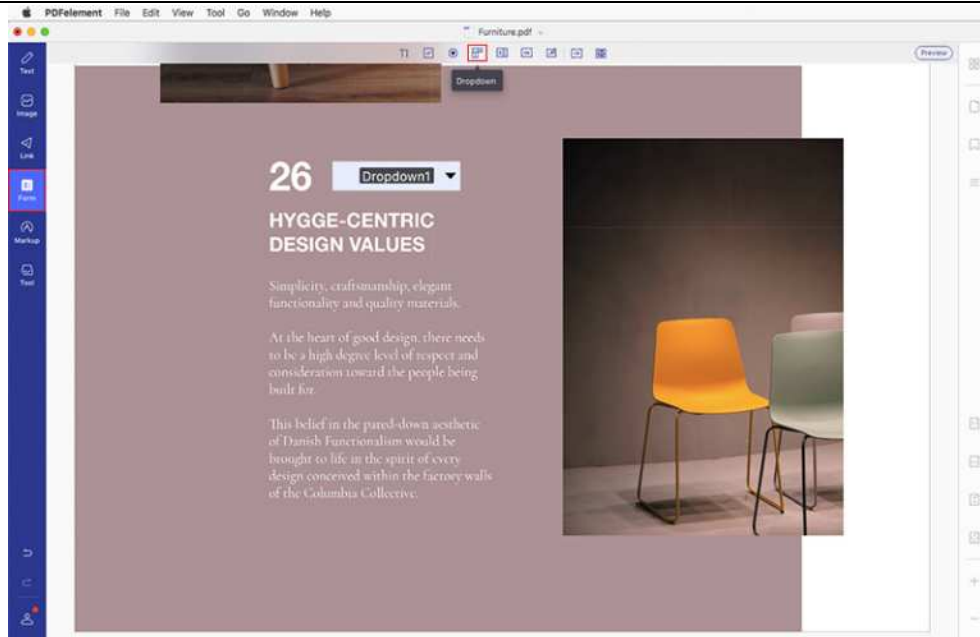 PDFelement File Edit View Tool Go Window Help
Furniture.pdf
Text
Image
Link
Form
Markup
Tool
TI
Preview
Dropdown
26
Dropdown1
HYGGE-CENTRIC
DESIGN VALUES
Simplicity, craftsmanship, elegant
functionality and quality materials.
At the heart of good design, there needs
to be a high degree level of respect and
consideration toward the people being
built for.
This belief in the pared-down aesthetic
of Danish Functionalism would be
brought to life in the spirit of every
design conceived within the factory walls
of the Columbia Collective.